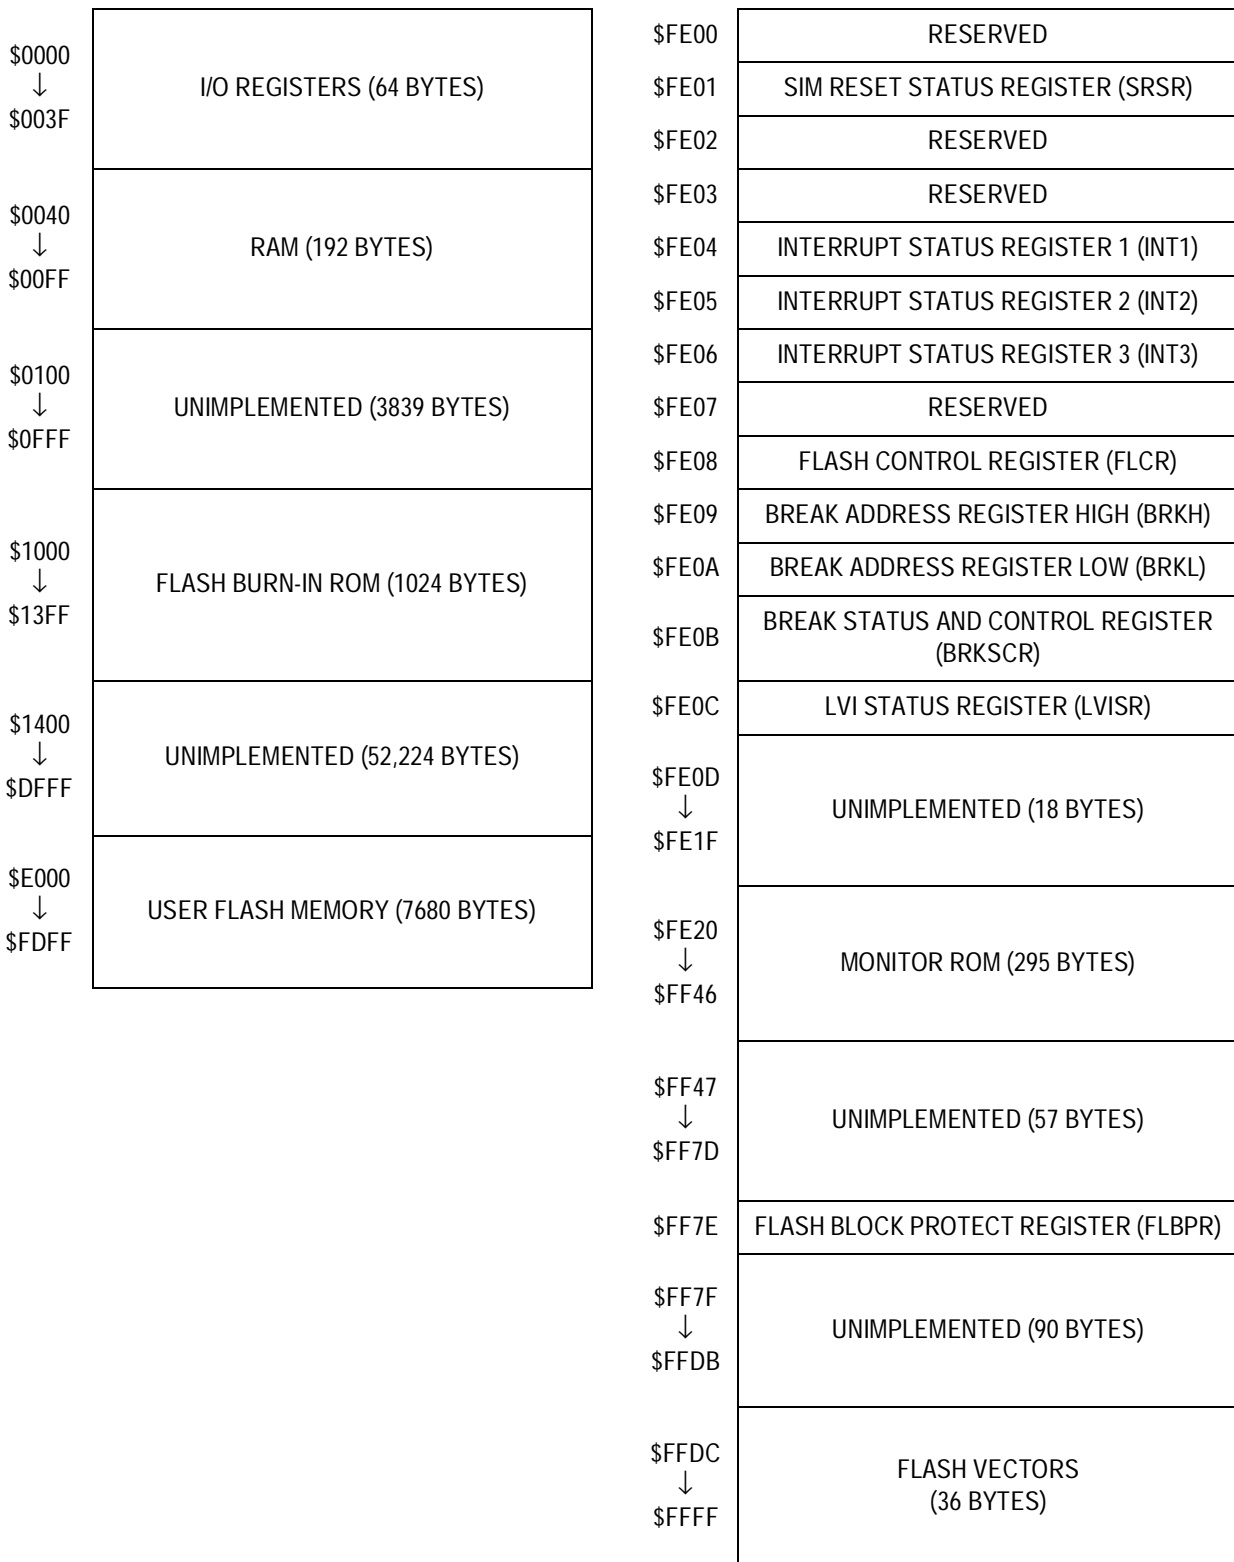 $0000
↓
$003F
I/O REGISTERS (64 BYTES)
$0040
↓
$00FF
RAM (192 BYTES)
$0100
↓
$0FFF
UNIMPLEMENTED (3839 BYTES)
$1000
↓
$13FF
FLASH BURN-IN ROM (1024 BYTES)
$1400
↓
$DFFF
UNIMPLEMENTED (52,224 BYTES)
$E000
↓
$FDFF
USER FLASH MEMORY (7680 BYTES)
$FE00 RESERVED
$FE01 SIM RESET STATUS REGISTER (SRSR)
$FE02 RESERVED
$FE03 RESERVED
$FE04 INTERRUPT STATUS REGISTER 1 (INT1)
$FE05 INTERRUPT STATUS REGISTER 2 (INT2)
$FE06 INTERRUPT STATUS REGISTER 3 (INT3)
$FE07 RESERVED
$FE08 FLASH CONTROL REGISTER (FLCR)
$FE09 BREAK ADDRESS REGISTER HIGH (BRKH)
$FE0A BREAK ADDRESS REGISTER LOW (BRKL)
$FE0B BREAK STATUS AND CONTROL REGISTER
(BRKSCR)
$FE0C LVI STATUS REGISTER (LVISR)
$FE0D
↓
$FE1F
UNIMPLEMENTED (18 BYTES)
$FE20
↓
$FF46
MONITOR ROM (295 BYTES)
$FF47
↓
$FF7D
UNIMPLEMENTED (57 BYTES)
$FF7E FLASH BLOCK PROTECT REGISTER (FLBPR)
$FF7F
↓
$FFDB
UNIMPLEMENTED (90 BYTES)
$FFDC
↓
$FFFF
FLASH VECTORS
(36 BYTES)